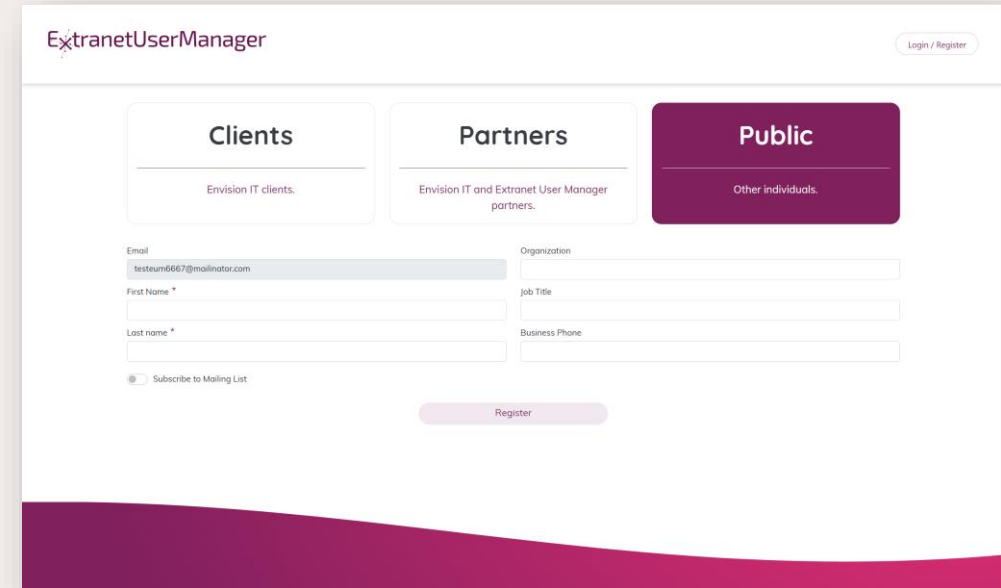 ExtranetUserManager
Login / Register
Clients
Envision IT clients.
Partners
Envision IT and Extranet User Manager
partners.
Public
Other individuals.
Email
testeum6667@mailinator.com
First Name *
Last name *
Organization
Job Title
Business Phone
Subscribe to Mailing List
Register